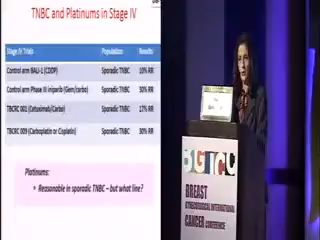 TNBC and Platinums in Stage IV
Stage IV Trials Population Results
Control arm BALI-1 (CDDP) Sporadic TNBC 10% RR
Control arm Phase III iniparib (Gem/carbo) Sporadic TNBC 30% RR
TBCRC 001 (Cetuximab/Carbo) Sporadic TNBC 17% RR
TBCRC 009 (Carboplatin or Cisplatin) Sporadic TNBC 30% RR
Platinums:
• Reasonable in sporadic TNBC – but what line?
BGICC
BREAST
GYNECOLOGICAL INTERNATIONAL
CANCER CONFERENCE